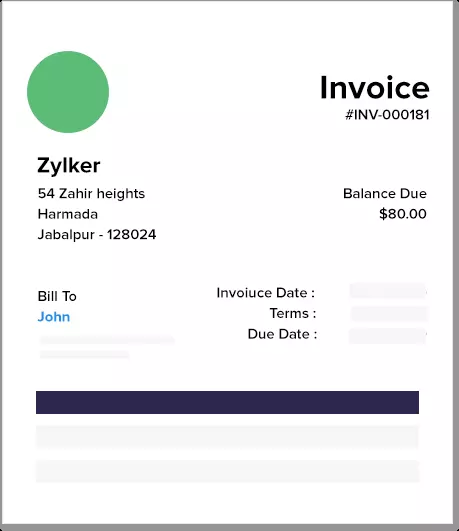 Invoice
#INV-000181
Zylker
54 Zahir heights
Harmada
Jabalpur - 128024
Balance Due
$80.00
Bill To
John
Invoiuce Date :
Terms :
Due Date :